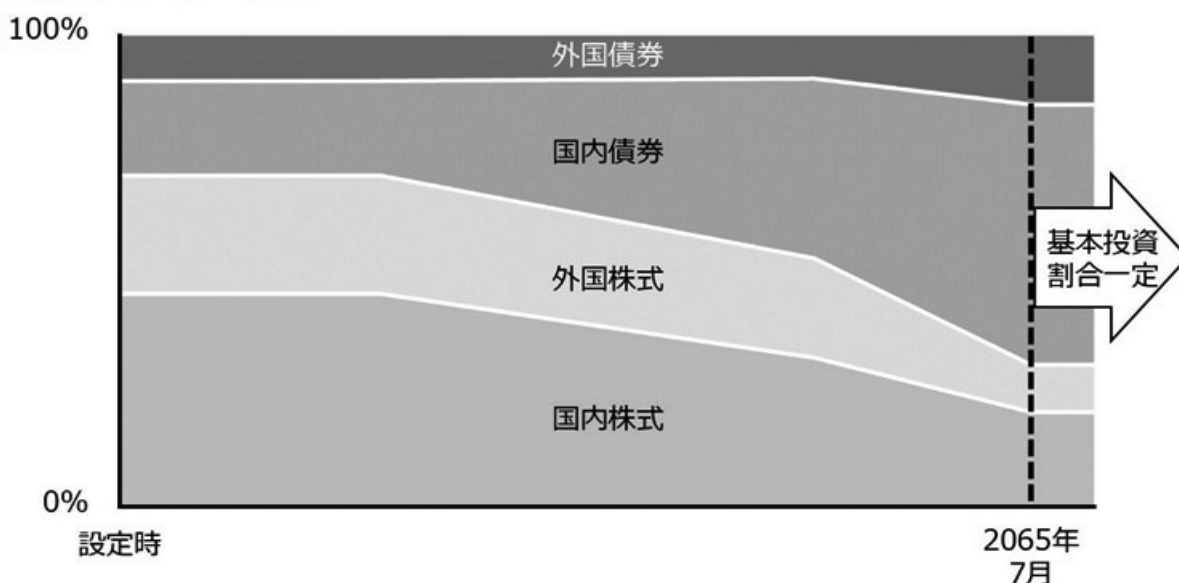 100%
外国債券
国内債券
基本投資
割合一定
外国株式
国内株式
0%
設定時
2065年
7月